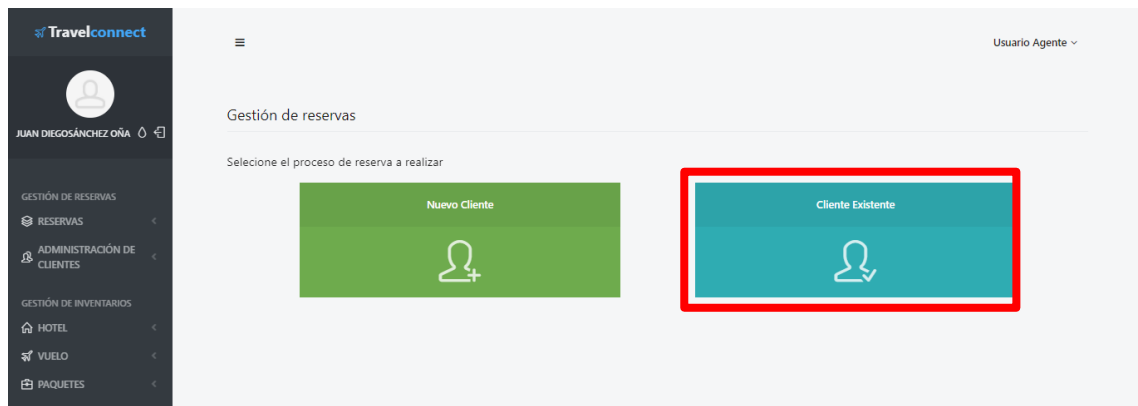 Travelconnect
JUAN DIEGOSÁNCHEZ OÑA
GESTIÓN DE RESERVAS
RESERVAS
ADMINISTRACIÓN DE
CLIENTES
GESTIÓN DE INVENTARIOS
HOTEL
VUELO
PAQUETES
Usuario Agente
Gestión de reservas
Selecione el proceso de reserva a realizar
Nuevo Cliente
Cliente Existente